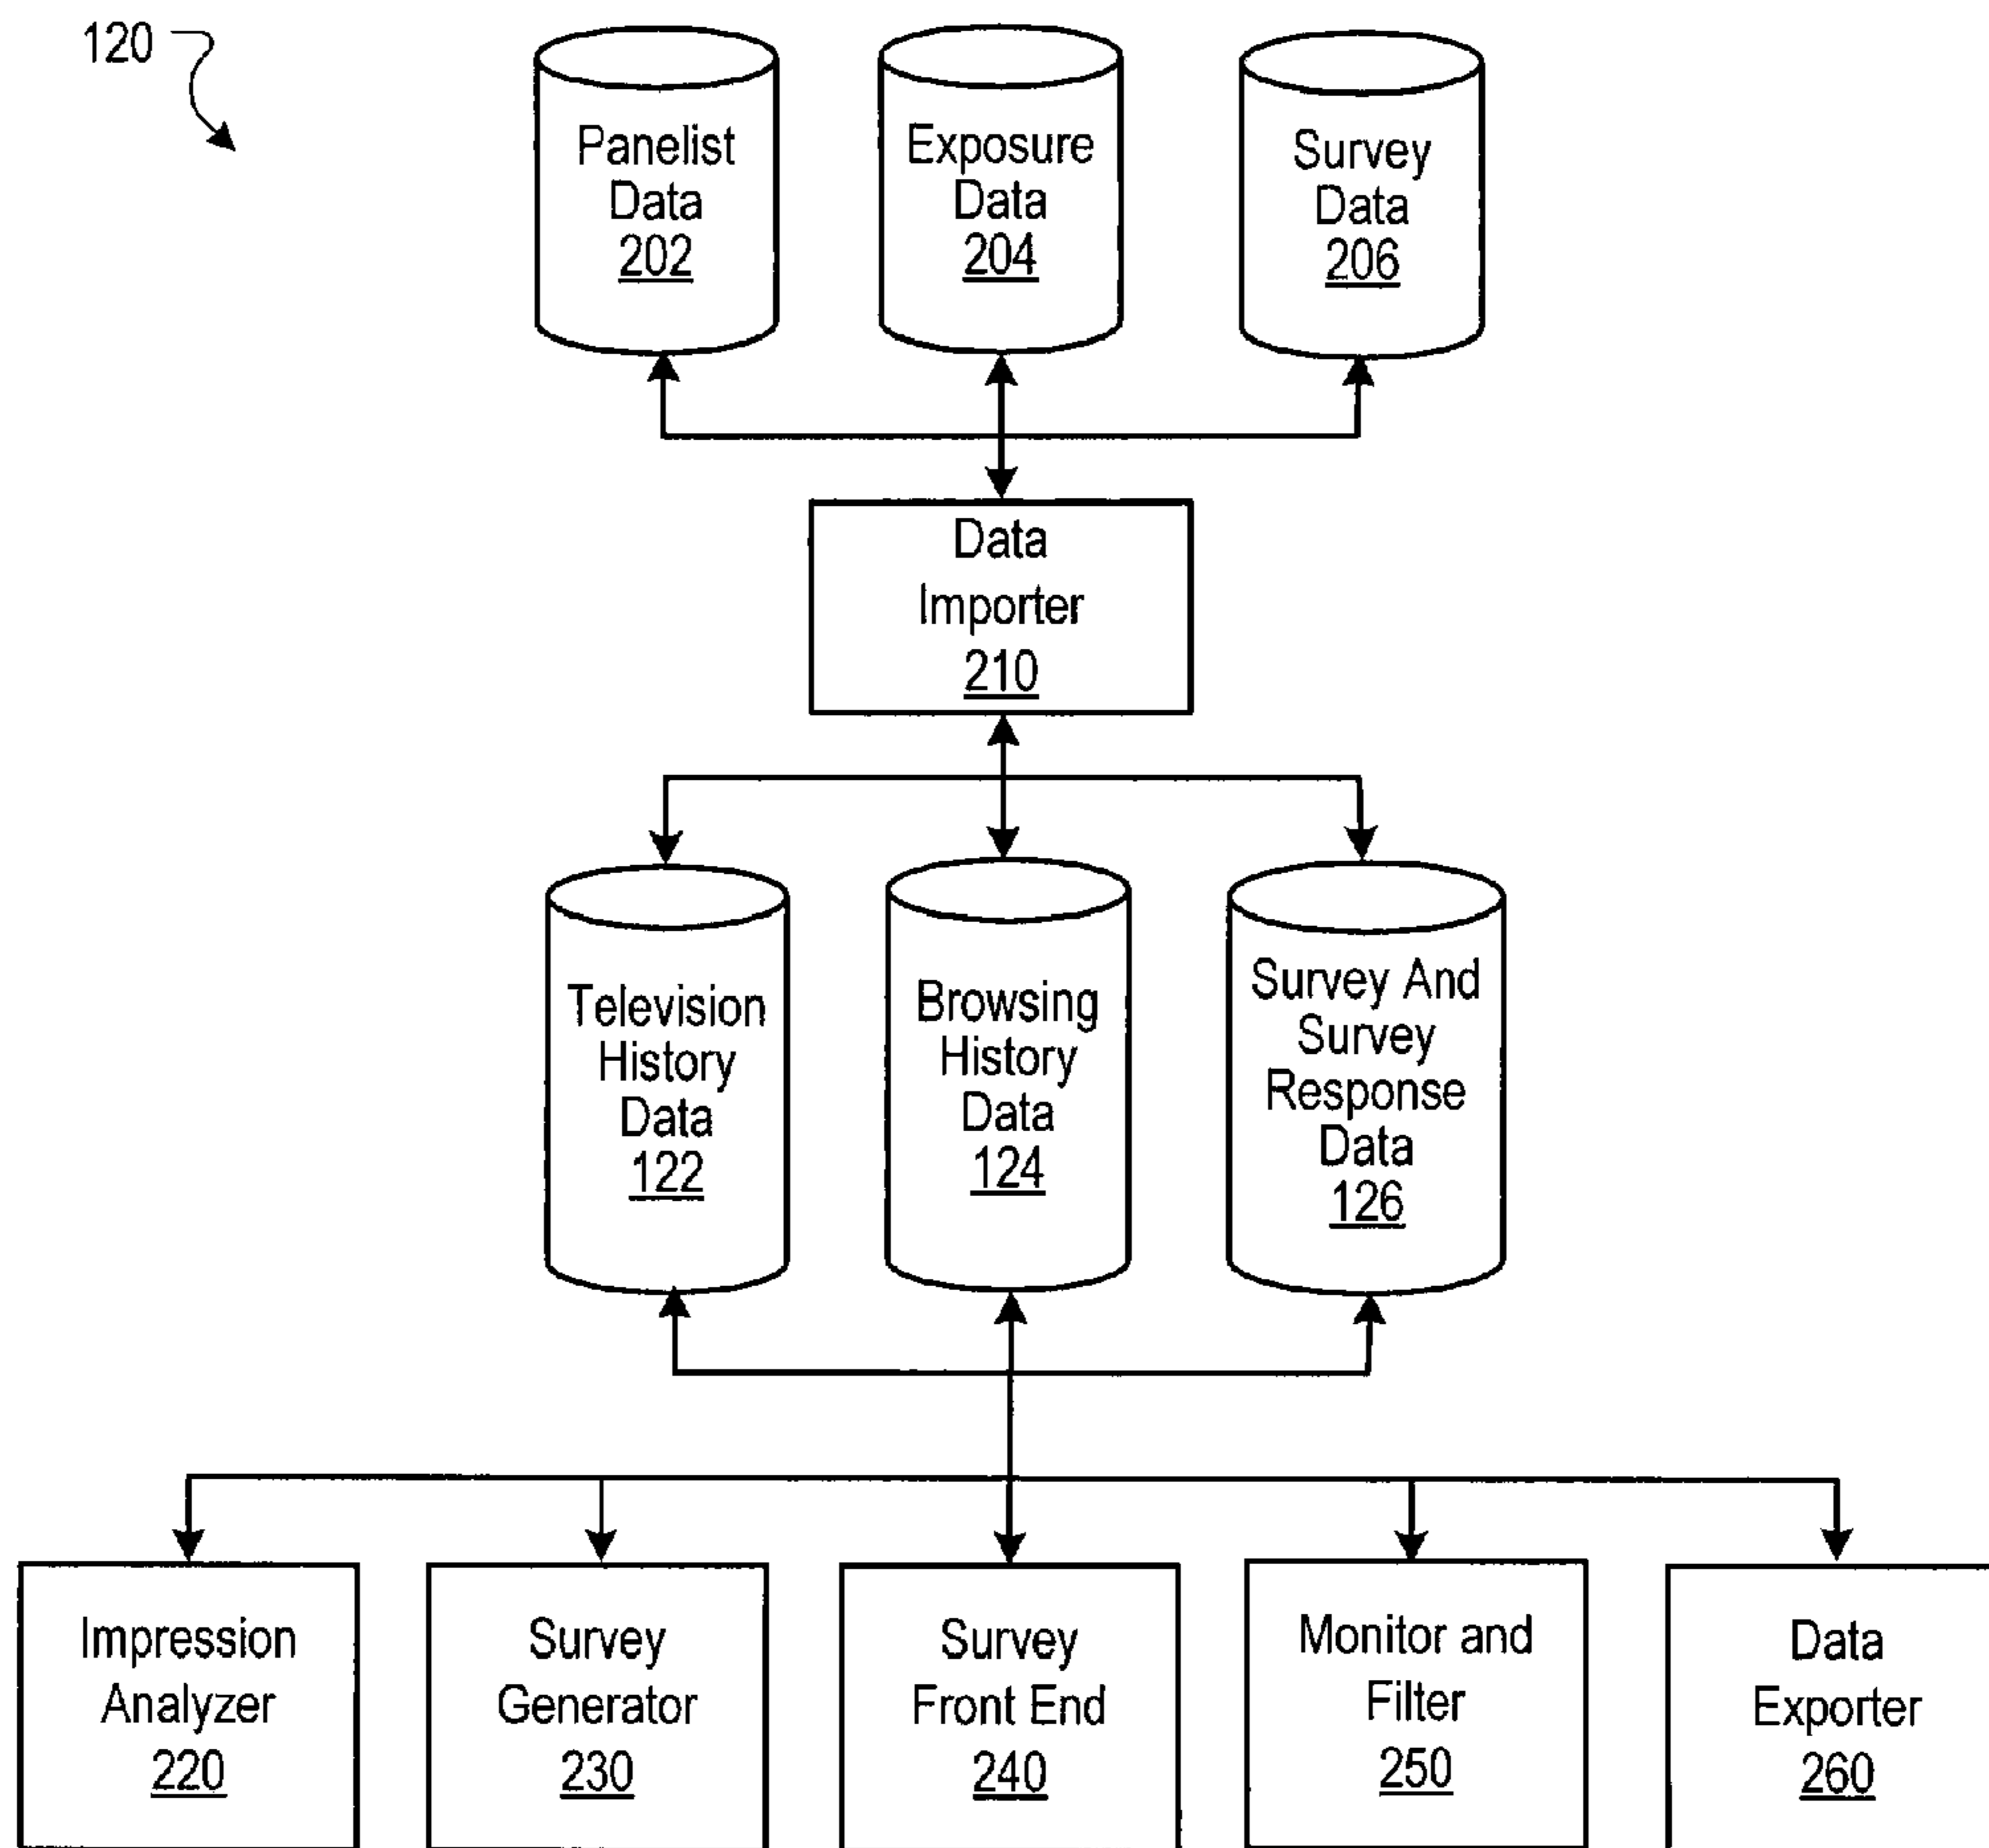 120
Panelist
Data
202
Exposure
Data
204
Survey
Data
206
Data
Importer
210
Television
History
Data
122
Browsing
History
Data
124
Survey And
Survey
Response
Data
126
Impression
Analyzer
220
Survey
Generator
230
Survey
Front End
240
Monitor and
Filter
250
Data
Exporter
260